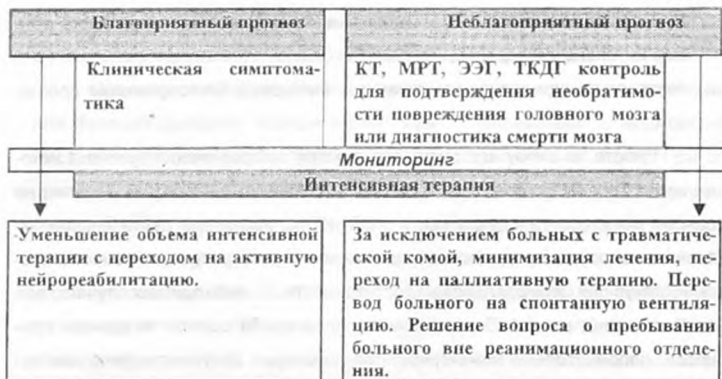 Благоприятный прогноз
Неблагоприятный прогноз
Клиническая симптома-
тика
КТ, МРТ, ЭЭГ, ТКДГ контроль
для подтверждения необратимо-
сти повреждения головного мозга
или диагностика смерти мозга
Мониторинг
Интенсивная терапия
Уменьшение объема интенсивной
терапии с переходом на активную
нейрореабилитацию.
За исключением больных с травматиче-
ской комой, минимизация лечения, пе-
реход на паллиативную терапию. Пере-
вод больного на спонтанную вентиля-
цию. Решение вопроса о пребывании
больного вне реанимационного отделе-
ния.